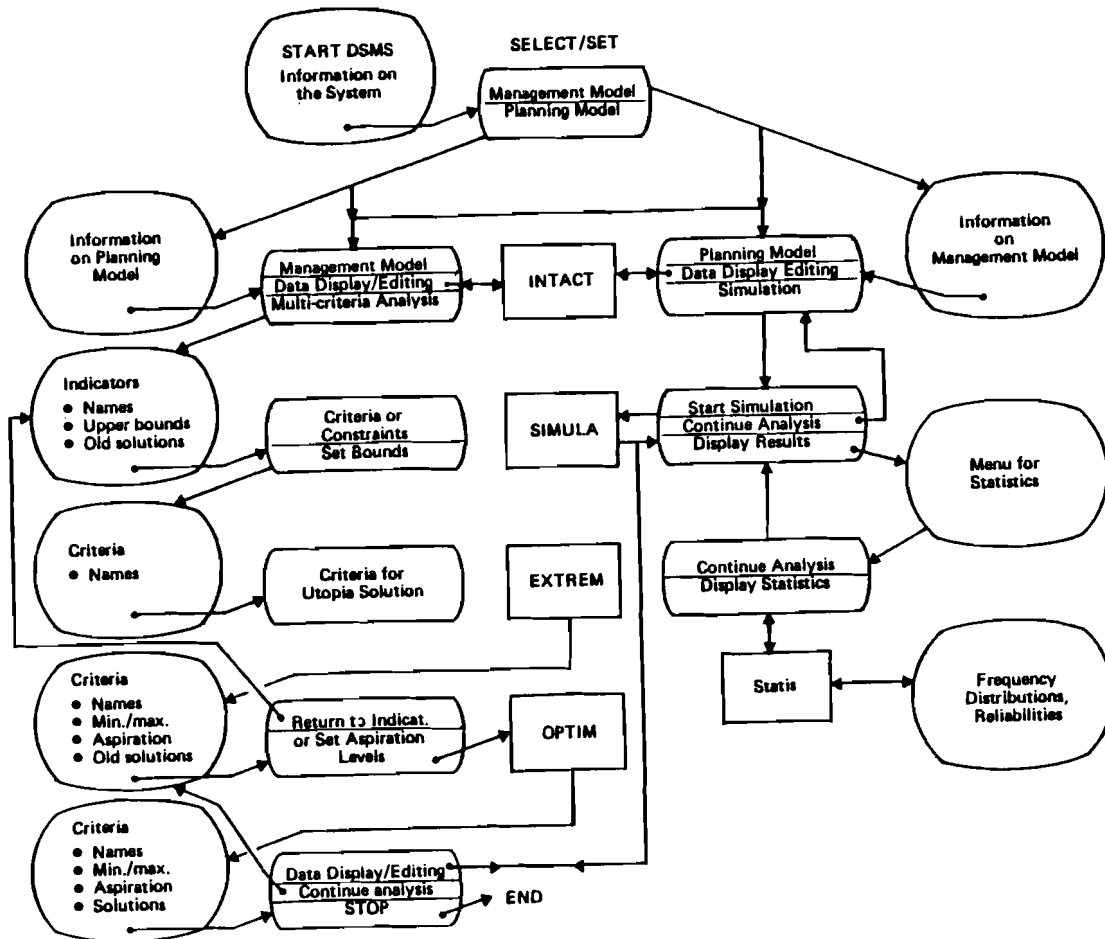 START DSMS
Information on
the System
SELECT/SET
Management Model
Planning Model
Information
on Planning
Model
Management Model
Data Display/Editing
Multi-criteria Analysis
INTACT
Planning Model
Data Display Editing
Simulation
Information
on
Management Model
Indicators
● Names
● Upper bounds
● Old solutions
Criteria or
Constraints
Set Bounds
SIMULA
Start Simulation
Continue Analysis
Display Results
Menu for
Statistics
Criteria
● Names
Criteria for
Utopia Solution
EXTREM
Continue Analysis
Display Statistics
Criteria
● Names
● Min./max.
● Aspiration
● Old solutions
Return to Indicat.
or Set Aspiration
Levels
OPTIM
Statis
Frequency
Distributions,
Reliabilities
Criteria
● Names
● Min./max.
● Aspiration
● Solutions
Data Display/Editing
Continue analysis
STOP
END